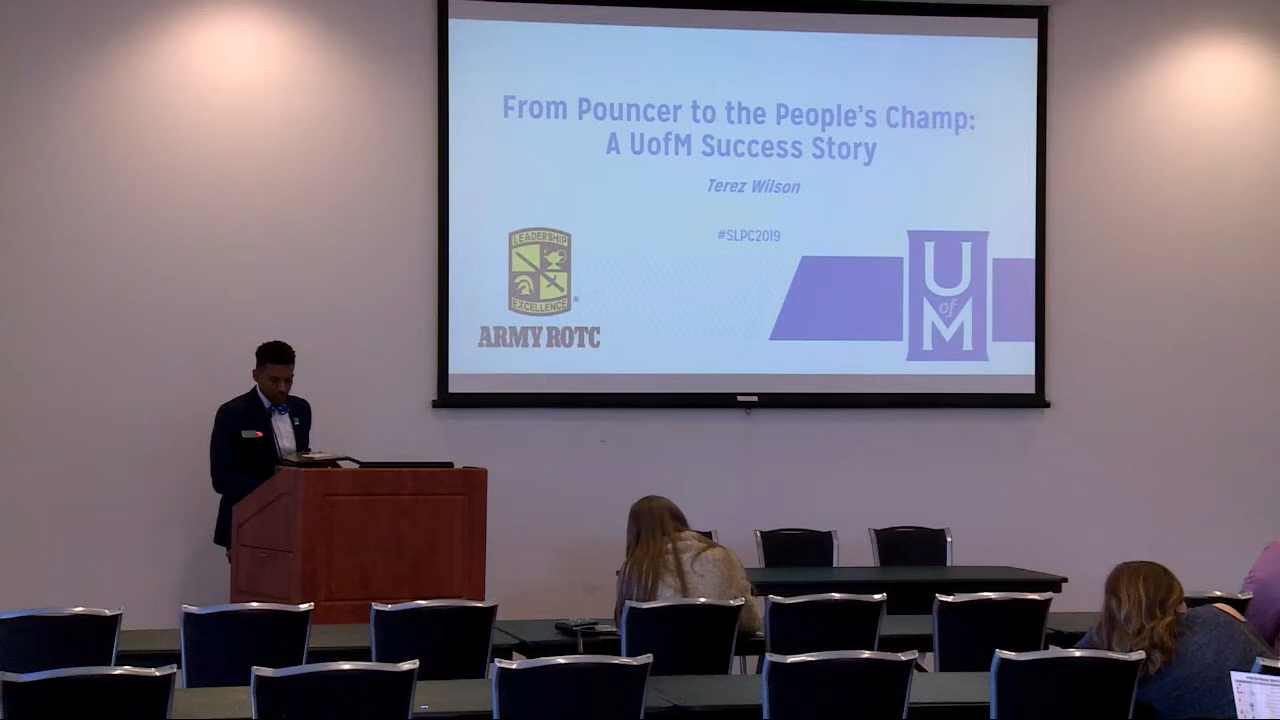 From Pouncer to the People's Champ:
A UofM Success Story
Terez Wilson
#SLPC2019
LEADERSHIP
EXCELLENCE
ARMY ROTC
U
of
M